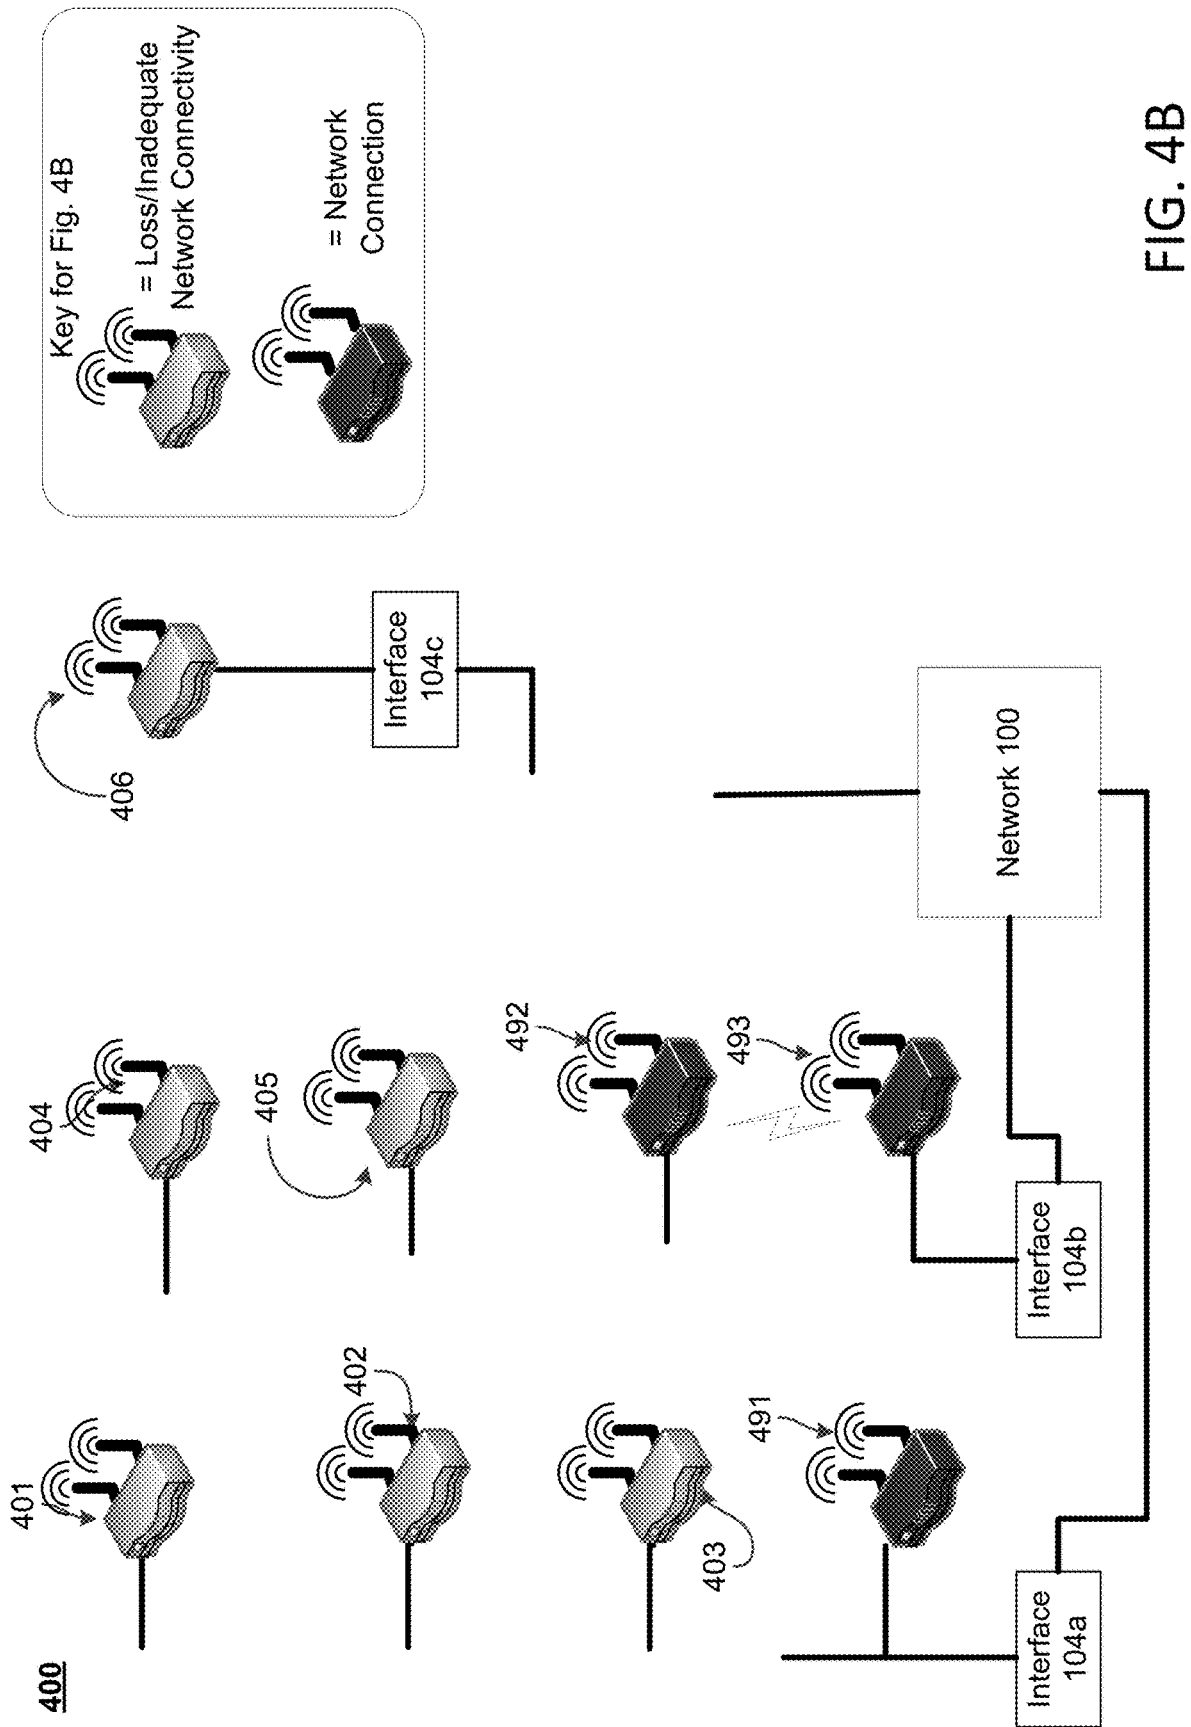 400
401
402
403
491
Interface
104a
404
405
492
493
Interface
104b
406
Interface
104c
Network 100
Key for Fig. 4B
= Loss/Inadequate
Network Connectivity
= Network
Connection
FIG. 4B